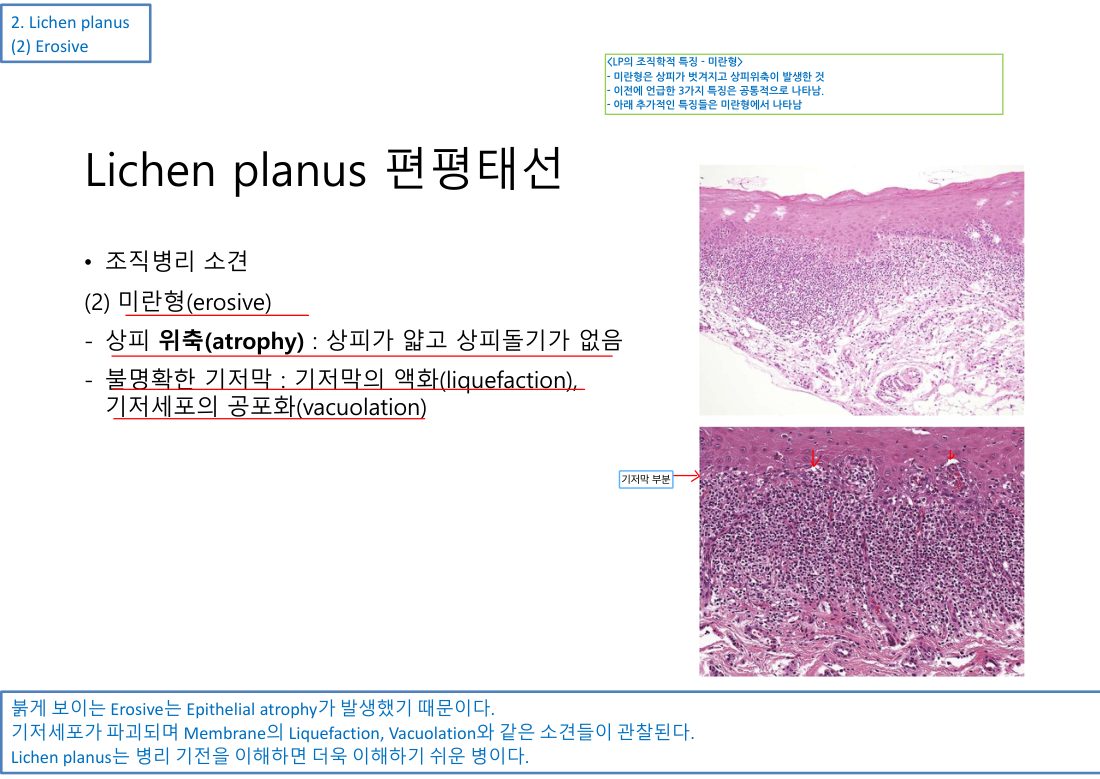 2. Lichen planus
(2) Erosive
<LP의 조직학적 특징 - 미란형>
- 미란형은 상피가 벗겨지고 상피위축이 발생한 것
- 이전에 언급한 3가지 특징은 공통적으로 나타남.
- 아래 추가적인 특징들은 미란형에서 나타남
Lichen planus 편평태선
• 조직병리 소견
(2) 미란형(erosive)
- 상피 위축(atrophy) : 상피가 얇고 상피돌기가 없음
- 불명확한 기저막 : 기저막의 액화(liquefaction),
기저세포의 공포화(vacuolation)
기저막 부분
붉게 보이는 Erosive는 Epithelial atrophy가 발생했기 때문이다.
기저세포가 파괴되며 Membrane의 Liquefaction, Vacuolation와 같은 소견들이 관찰된다.
Lichen planus는 병리 기전을 이해하면 더욱 이해하기 쉬운 병이다.